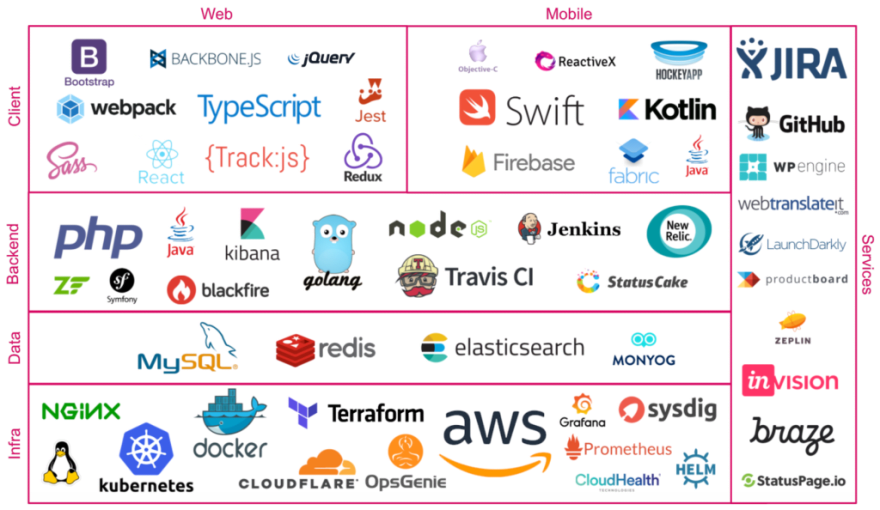 Web
Mobile
Client
B
Bootstrap
BACKBONE.JS
jQuery
webpack
TypeScript
Jest
Sass
React
{Track:js}
Redux
Objective-C
ReactiveX
HOCKEYAPP
Swift
Kotlin
Firebase
fabric
Java
Backend
php
Java
kibana
golang
node
JS
Jenkins
New
Relic.
ZF
sf
Symfony
blackfire
Travis CI
StatusCake
Data
MySQL
redis
elasticsearch
MONYOG
Infra
NGINX
docker
Terraform
aws
Grafana
sysdig
kubernetes
CLOUDFLARE
OpsGenie
Prometheus
CloudHealth
TECHNOLOGIES
HELM
Services
JIRA
GitHub
WP engine
webtranslateit
.com
LaunchDarkly
productboard
ZEPLIN
inVISION
braze
StatusPage.io